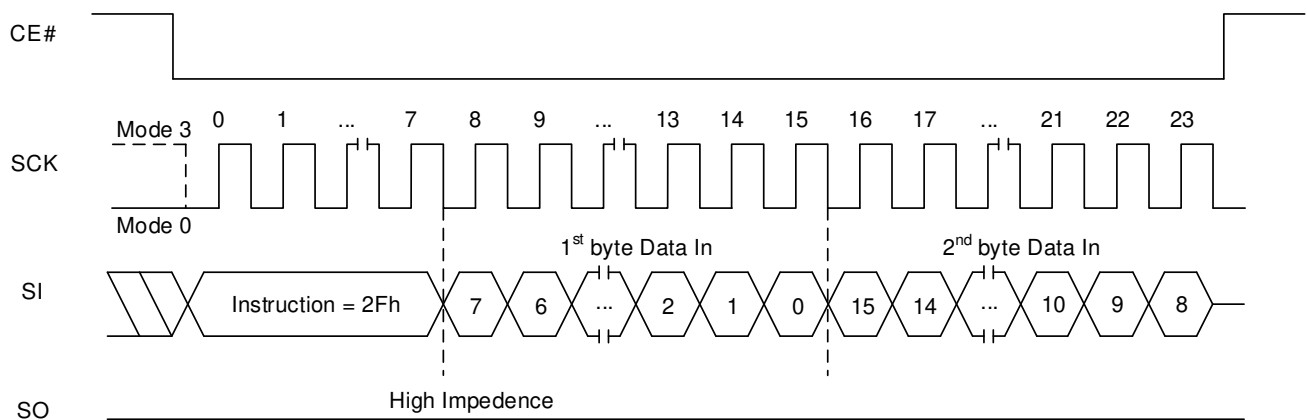 CE#
0 1 ... 7 8 9 ... 13 14 15 16 17 ... 21 22 23
Mode 3
SCK
Mode 0
1st byte Data In 2nd byte Data In
SI Instruction = 2Fh 7 6 ... 2 1 0 15 14 ... 10 9 8
High Impedence
SO